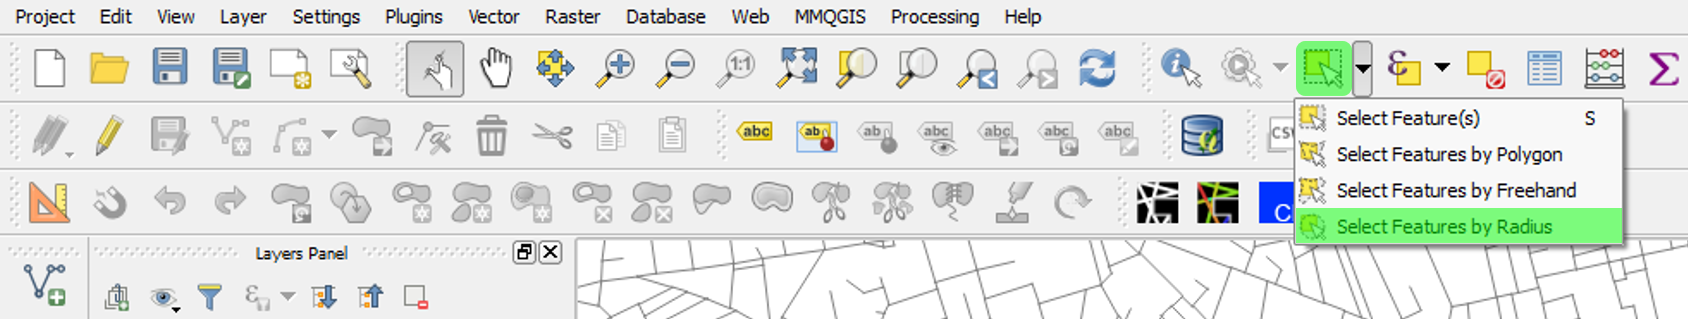 Project Edit View Layer Settings Plugins Vector Raster Database Web MMQGIS Processing Help
1:1
abc ab abc abc abc abc abc CSV
Select Feature(s) S
Select Features by Polygon
Select Features by Freehand
Select Features by Radius
C
Layers Panel